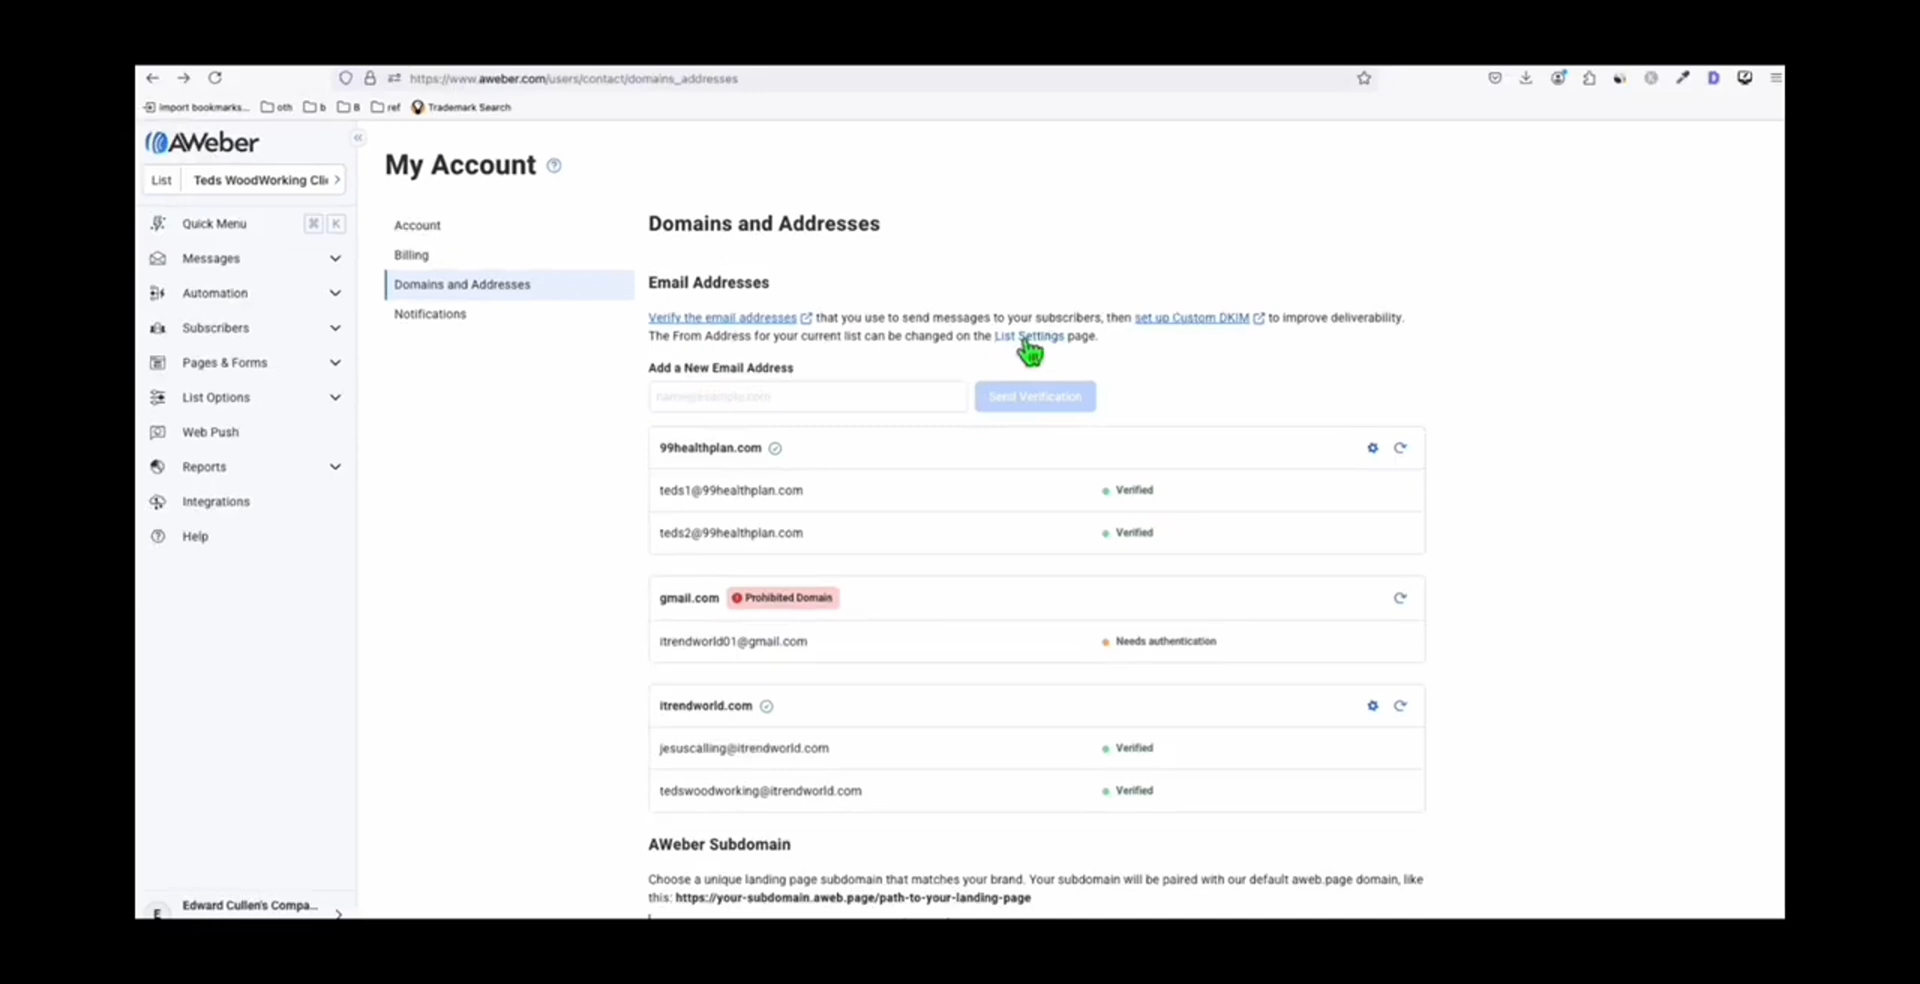 https://www.aweber.com/users/contact/domains_addresses
Import bookmarks... oth b B ref Trademark Search
AWeber
List Teds WoodWorking Cli
Quick Menu ⌘ K
Messages
Automation
Subscribers
Pages & Forms
List Options
Web Push
Reports
Integrations
Help
Edward Cullen's Compa...
E
My Account
Account
Billing
Domains and Addresses
Notifications
Domains and Addresses
Email Addresses
Verify the email addresses that you use to send messages to your subscribers, then set up Custom DKIM to improve deliverability.
The From Address for your current list can be changed on the List Settings page.
Add a New Email Address
name@example.com Send Verification
99healthplan.com
teds1@99healthplan.com Verified
teds2@99healthplan.com Verified
gmail.com Prohibited Domain
itrendworld01@gmail.com Needs authentication
itrendworld.com
jesuscalling@itrendworld.com Verified
tedswoodworking@itrendworld.com Verified
AWeber Subdomain
Choose a unique landing page subdomain that matches your brand. Your subdomain will be paired with our default aweb.page domain, like
this: https://your-subdomain.aweb.page/path-to-your-landing-page